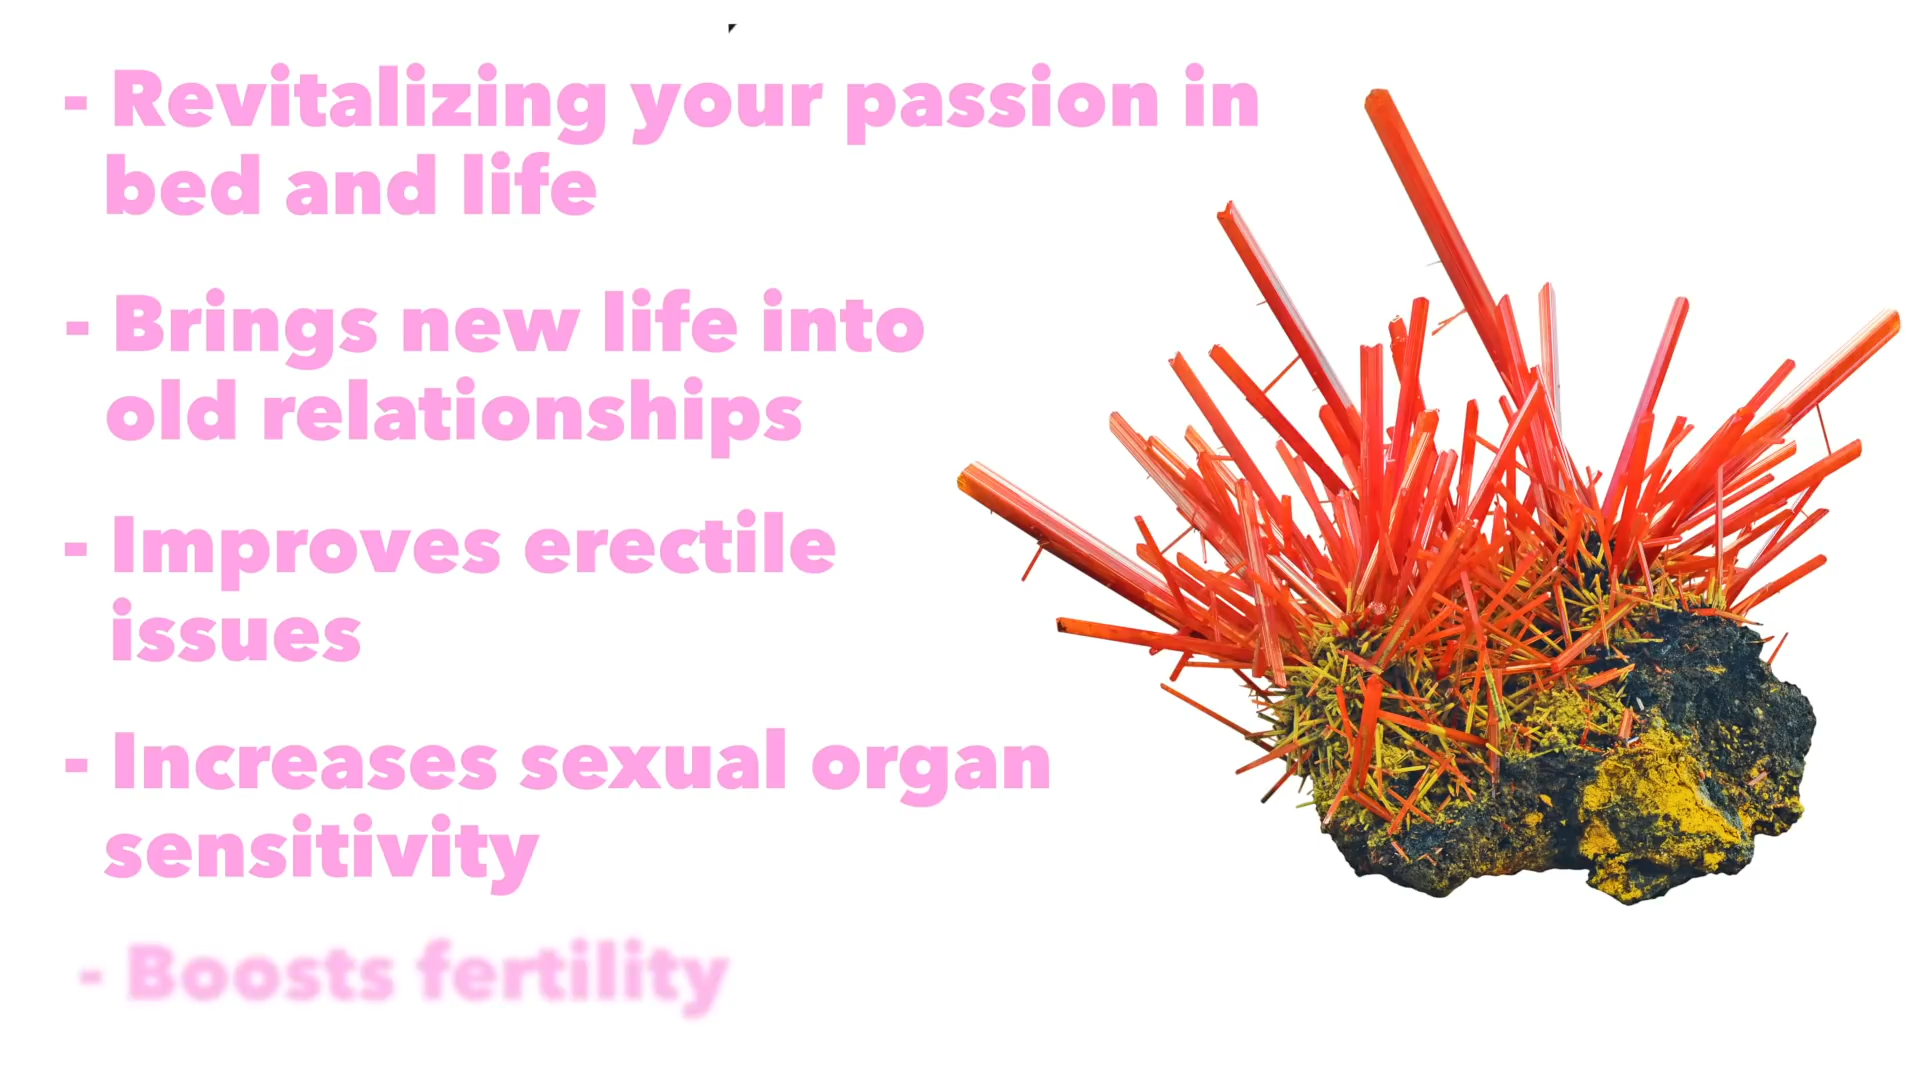 - Revitalizing your passion in
bed and life
- Brings new life into
old relationships
- Improves erectile
issues
- Increases sexual organ
sensitivity
- Boosts fertility